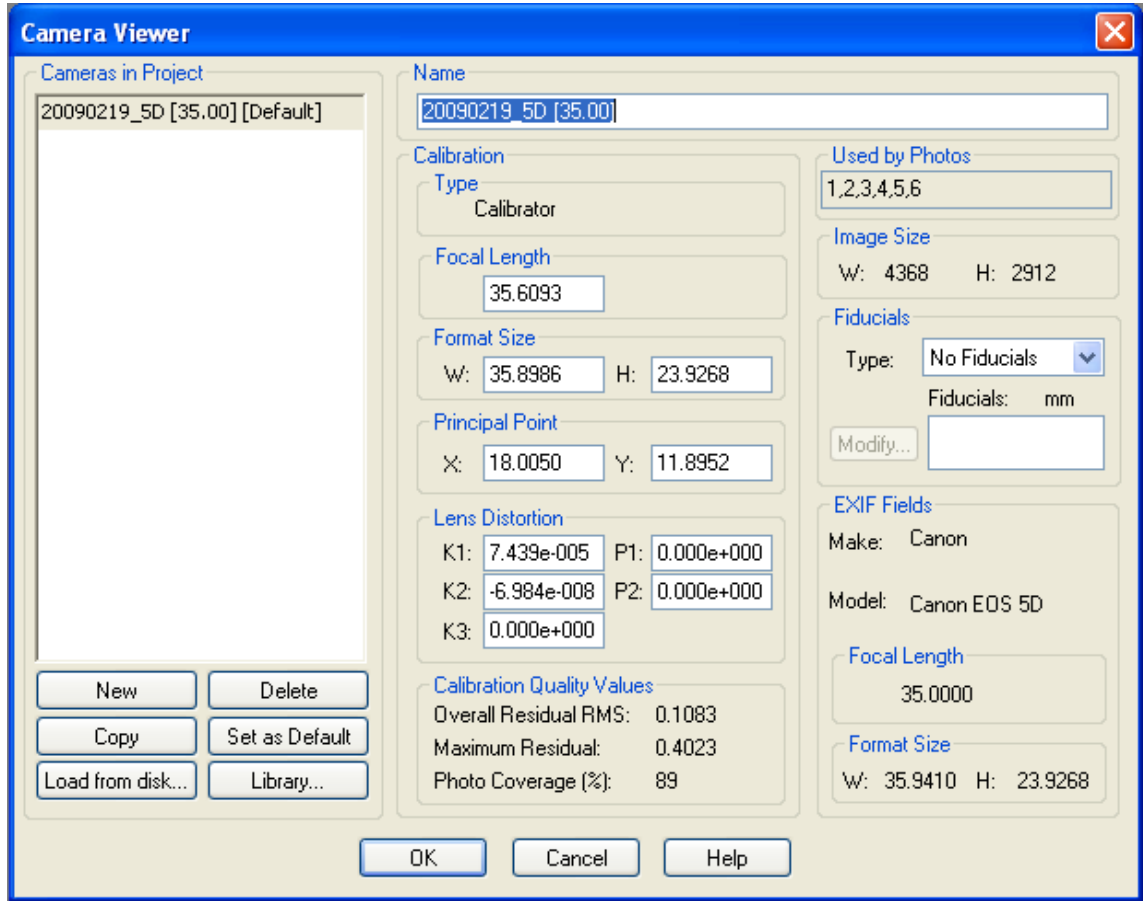 Camera Viewer
Cameras in Project
20090219_5D [35.00] [Default]
New
Delete
Copy
Set as Default
Load from disk...
Library...
Name
20090219_5D [35.00]
Calibration
Type
Calibrator
Focal Length
35.6093
Format Size
W: 35.8986 H: 23.9268
Principal Point
X: 18.0050 Y: 11.8952
Lens Distortion
K1: 7.439e-005 P1: 0.000e+000
K2: -6.984e-008 P2: 0.000e+000
K3: 0.000e+000
Calibration Quality Values
Overall Residual RMS: 0.1083
Maximum Residual: 0.4023
Photo Coverage (%): 89
Used by Photos
1,2,3,4,5,6
Image Size
W: 4368 H: 2912
Fiducials
Type: No Fiducials
Fiducials: mm
Modify...
EXIF Fields
Make: Canon
Model: Canon EOS 5D
Focal Length
35.0000
Format Size
W: 35.9410 H: 23.9268
OK
Cancel
Help